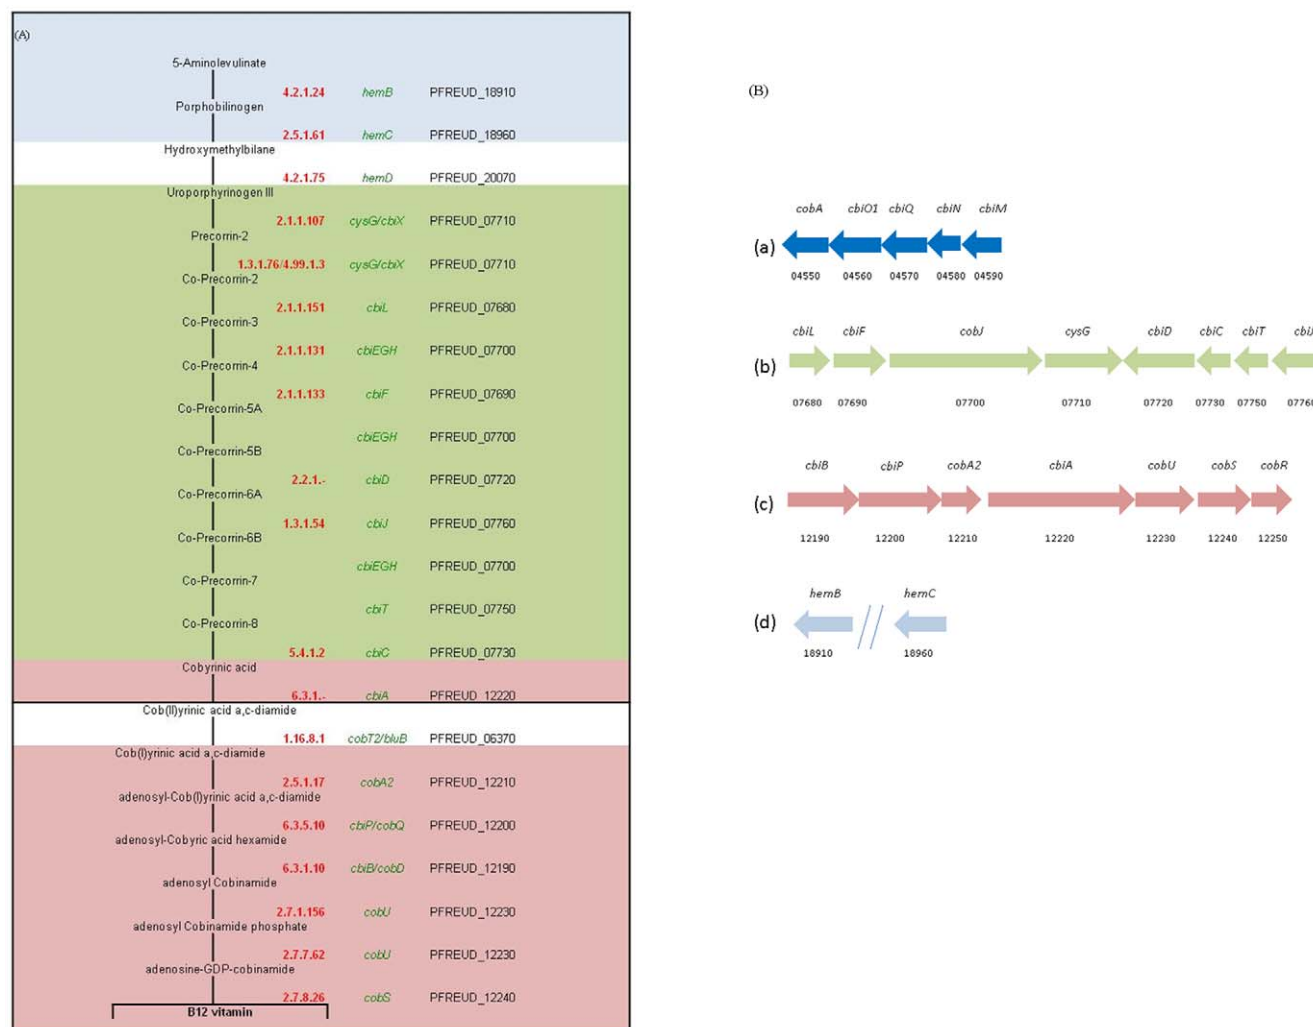 (A)
5-Aminolevulinate
4.2.1.24 hemB PFREUD_18910
Porphobilinogen
2.5.1.61 hemC PFREUD_18960
Hydroxymethylbilane
4.2.1.75 hemD PFREUD_20070
Uroporphyrinogen III
2.1.1.107 cysG/cbiX PFREUD_07710
Precorrin-2
1.3.1.76/4.99.1.3 cysG/cbiX PFREUD_07710
Co-Precorrin-2
2.1.1.151 cbiL PFREUD_07680
Co-Precorrin-3
2.1.1.131 cbiEGH PFREUD_07700
Co-Precorrin-4
2.1.1.133 cbiF PFREUD_07690
Co-Precorrin-5A
cbiEGH PFREUD_07700
Co-Precorrin-5B
2.2.1.- cbiD PFREUD_07720
Co-Precorrin-6A
1.3.1.54 cbiJ PFREUD_07760
Co-Precorrin-6B
cbiEGH PFREUD_07700
Co-Precorrin-7
cbiT PFREUD_07750
Co-Precorrin-8
5.4.1.2 cbiC PFREUD_07730
Cobyrinic acid
6.3.1.- cbiA PFREUD_12220
Cob(II)yrinic acid a,c-diamide
1.16.8.1 cobT2/bluB PFREUD_06370
Cob(I)yrinic acid a,c-diamide
2.5.1.17 cobA2 PFREUD_12210
adenosyl-Cob(I)yrinic acid a,c-diamide
6.3.5.10 cbiP/cobQ PFREUD_12200
adenosyl-Cobyric acid hexamide
6.3.1.10 cbiB/cobD PFREUD_12190
adenosyl Cobinamide
2.7.1.156 cobU PFREUD_12230
adenosyl Cobinamide phosphate
2.7.7.62 cobU PFREUD_12230
adenosine-GDP-cobinamide
2.7.8.26 cobS PFREUD_12240
B12 vitamin
(B)
cobA cbiO1 cbiQ cbiN cbiM
(a)
04550 04560 04570 04580 04590
cbiL cbiF cobJ cysG cbiD cbiC cbiT cbiJ
(b)
07680 07690 07700 07710 07720 07730 07750 07760
cbiB cbiP cobA2 cbiA cobU cobS cobR
(c)
12190 12200 12210 12220 12230 12240 12250
hemB hemC
(d)
18910 18960